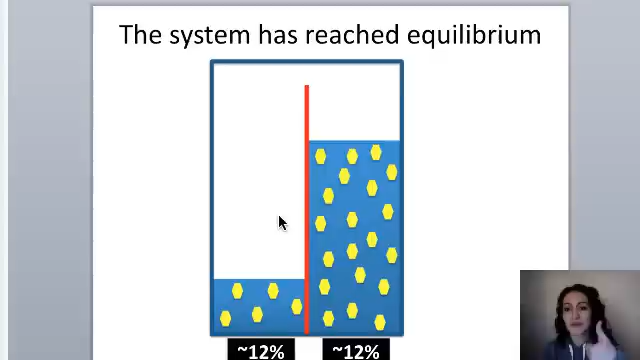 The system has reached equilibrium
~12% ~12%